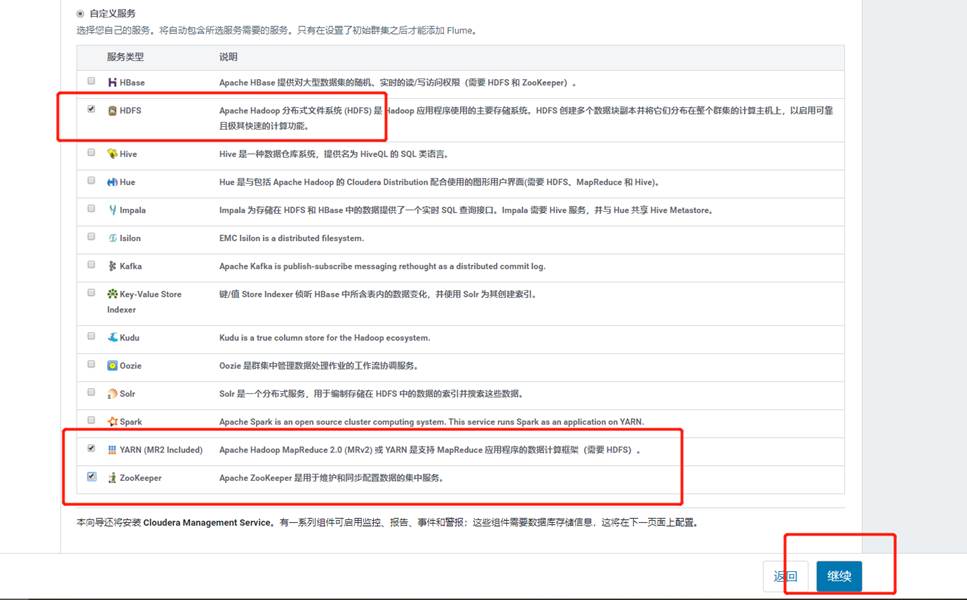 自定义服务
选择您自己的服务。将自动包含所选服务需要的服务。只有在设置了初始群集之后才能添加 Flume。
服务类型 说明
HBase Apache HBase 提供对大型数据集的随机、实时的读/写访问权限（需要 HDFS 和 ZooKeeper）。
HDFS Apache Hadoop 分布式文件系统 (HDFS) 是 Hadoop 应用程序使用的主要存储系统。HDFS 创建多个数据块副本并将它们分布在整个群集的计算主机上，以启用可靠
且极其快速的计算功能。
Hive Hive 是一种数据仓库系统，提供名为 HiveQL 的 SQL 类语言。
Hue Hue 是与包括 Apache Hadoop 的 Cloudera Distribution 配合使用的图形用户界面(需要 HDFS、MapReduce 和 Hive)。
Impala Impala 为存储在 HDFS 和 HBase 中的数据提供了一个实时 SQL 查询接口。Impala 需要 Hive 服务，并与 Hue 共享 Hive Metastore。
Isilon EMC Isilon is a distributed filesystem.
Kafka Apache Kafka is publish-subscribe messaging rethought as a distributed commit log.
Key-Value Store 键/值 Store Indexer 侦听 HBase 中所含表内的数据变化，并使用 Solr 为其创建索引。
Indexer
Kudu Kudu is a true column store for the Hadoop ecosystem.
Oozie Oozie 是群集中管理数据处理作业的工作流协调服务。
Solr Solr 是一个分布式服务，用于编制存储在 HDFS 中的数据的索引并搜索这些数据。
Spark Apache Spark is an open source cluster computing system. This service runs Spark as an application on YARN.
YARN (MR2 Included) Apache Hadoop MapReduce 2.0 (MRv2) 或 YARN 是支持 MapReduce 应用程序的数据计算框架（需要 HDFS）。
ZooKeeper Apache ZooKeeper 是用于维护和同步配置数据的集中服务。
本向导还将安装 Cloudera Management Service。有一系列组件可启用监控、报告、事件和警报；这些组件需要数据库存储信息，这将在下一页面上配置。
返回 继续